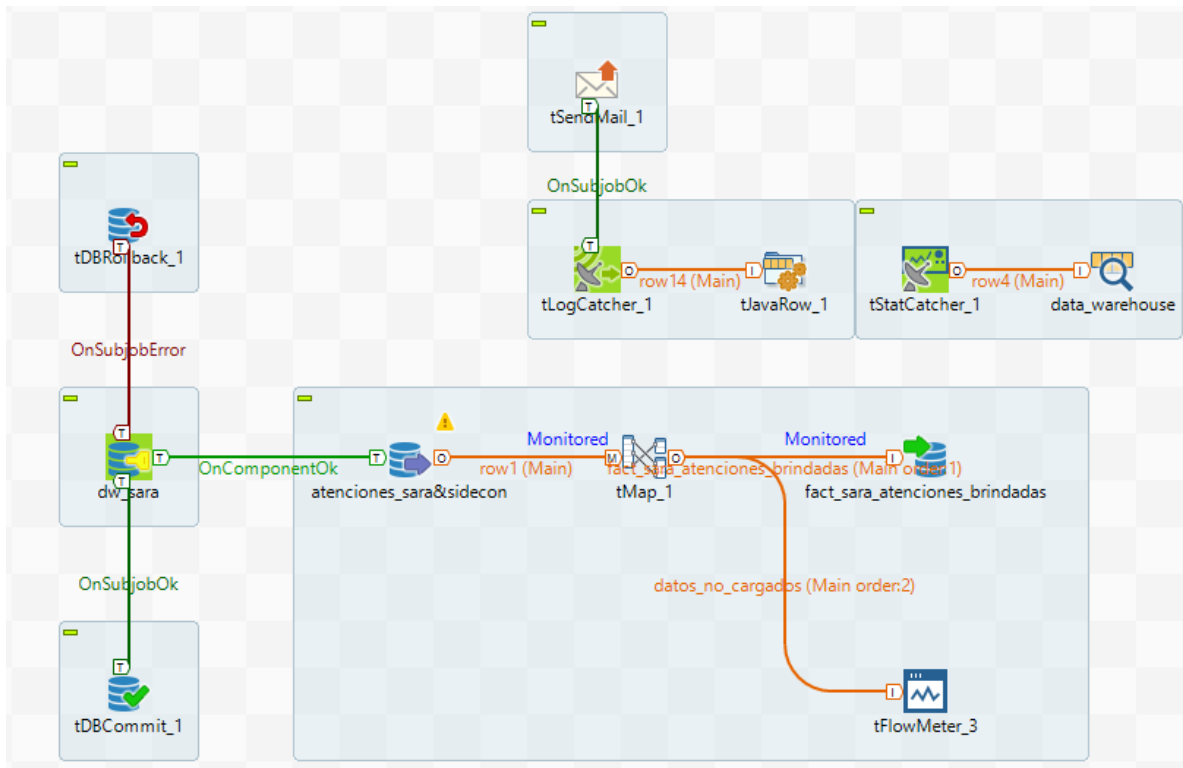 tSendMail_1
OnSubjobOk
tDBRollback_1
tLogCatcher_1
row14 (Main)
tJavaRow_1
tStatCatcher_1
row4 (Main)
data_warehouse
OnSubjobError
dw_sara
OnComponentOk
atenciones_sara&sidecon
row1 (Main)
Monitored
tMap_1
Monitored
fact_sara_atenciones_brindadas (Main order:1)
fact_sara_atenciones_brindadas
OnSubjobOk
datos_no_cargados (Main order:2)
tDBCommit_1
tFlowMeter_3